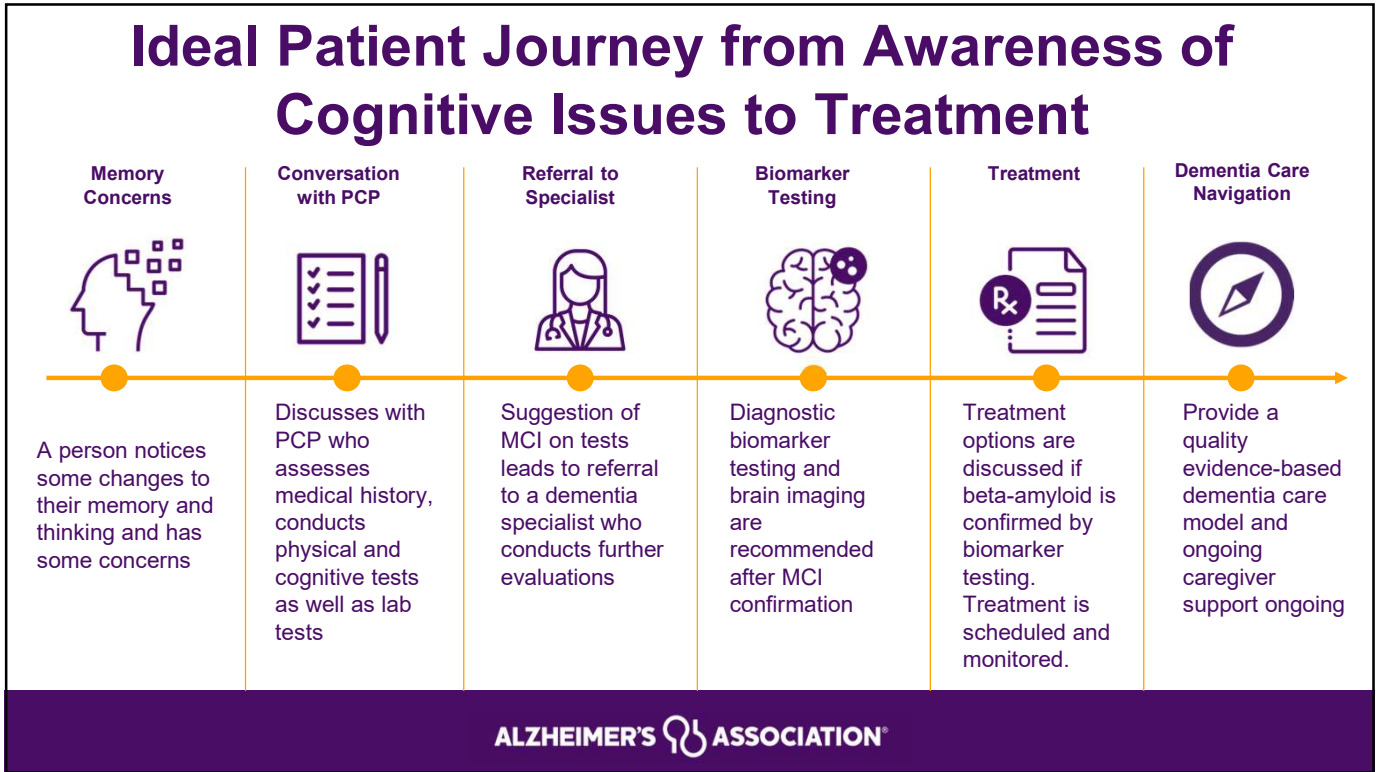 Ideal Patient Journey from Awareness of
Cognitive Issues to Treatment
Memory
Concerns
A person notices
some changes to
their memory and
thinking and has
some concerns
Conversation
with PCP
Discusses with
PCP who
assesses
medical history,
conducts
physical and
cognitive tests
as well as lab
tests
Referral to
Specialist
Suggestion of
MCI on tests
leads to referral
to a dementia
specialist who
conducts further
evaluations
Biomarker
Testing
Diagnostic
biomarker
testing and
brain imaging
are
recommended
after MCI
confirmation
Treatment
Rx
Treatment
options are
discussed if
beta-amyloid is
confirmed by
biomarker
testing.
Treatment is
scheduled and
monitored.
Dementia Care
Navigation
Provide a
quality
evidence-based
dementia care
model and
ongoing
caregiver
support ongoing
ALZHEIMER'S ASSOCIATION®